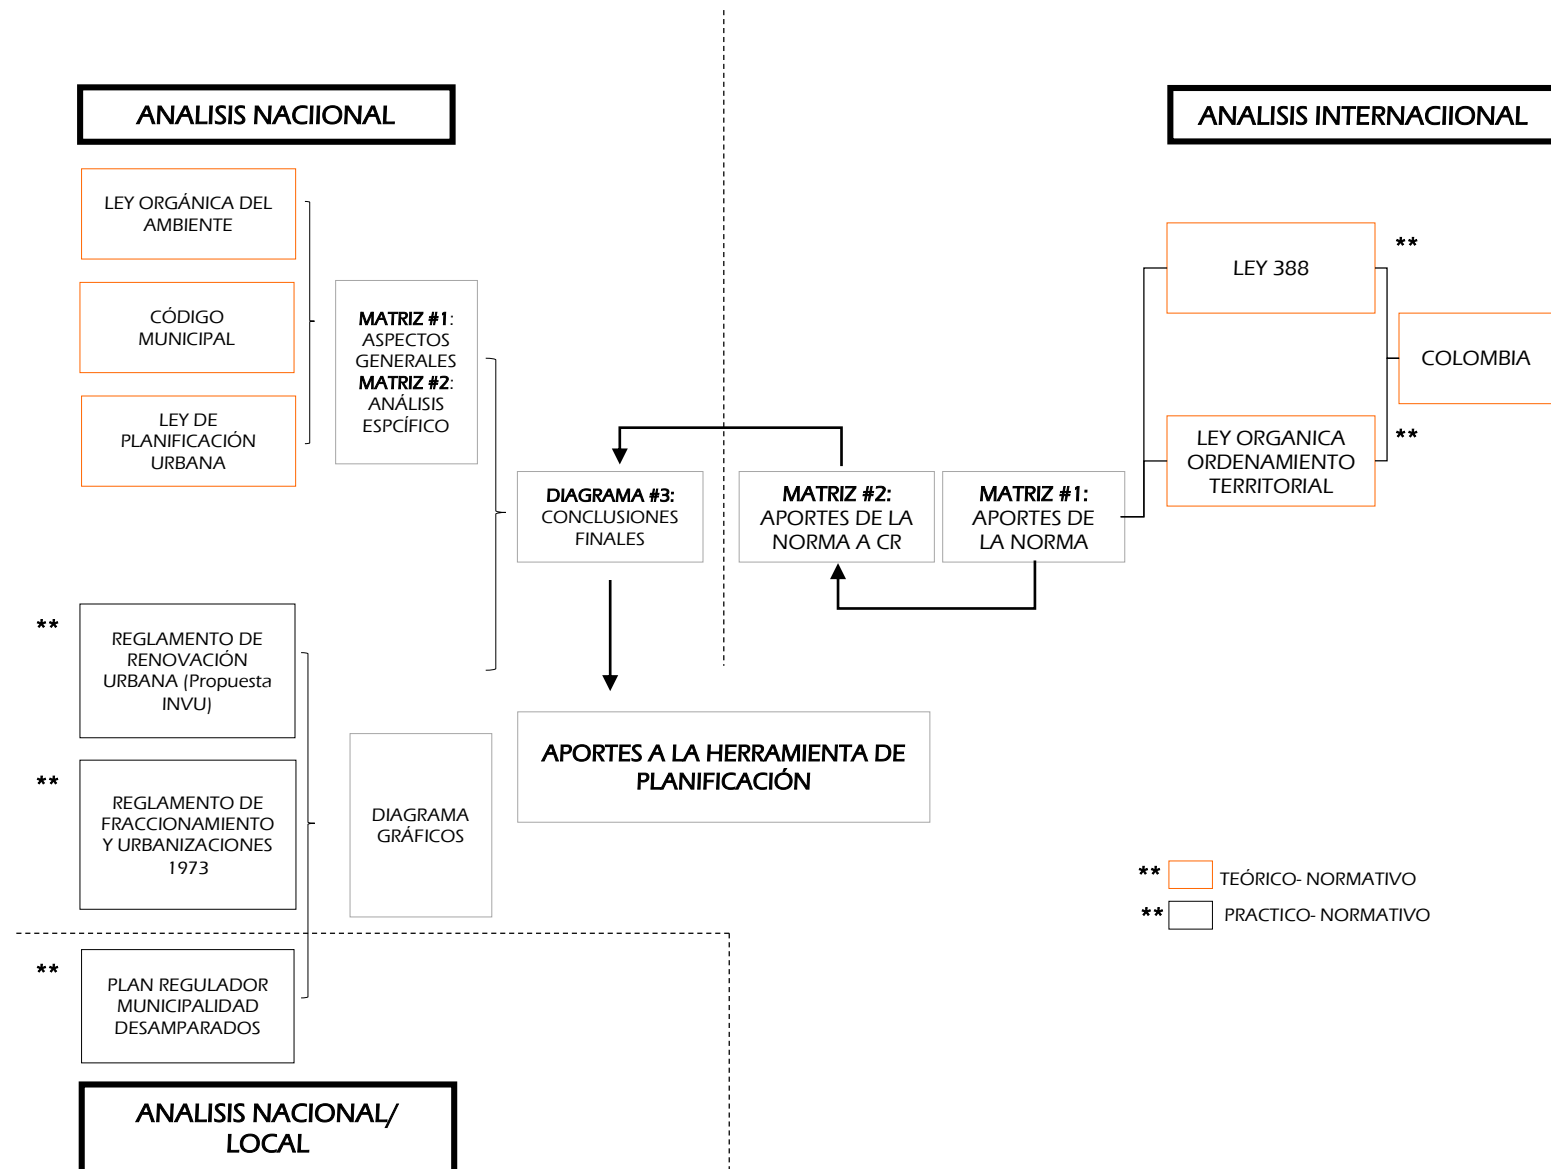 ANALISIS NACIIONAL
LEY ORGÁNICA DEL
AMBIENTE
CÓDIGO
MUNICIPAL
LEY DE
PLANIFICACIÓN
URBANA
MATRIZ #1:
ASPECTOS
GENERALES
MATRIZ #2:
ANÁLISIS
ESPCÍFICO
DIAGRAMA #3:
CONCLUSIONES
FINALES
MATRIZ #2:
APORTES DE LA
NORMA A CR
MATRIZ #1:
APORTES DE
LA NORMA
ANALISIS INTERNACIIONAL
LEY 388
**
LEY ORGANICA
ORDENAMIENTO
TERRITORIAL
**
COLOMBIA
**
REGLAMENTO DE
RENOVACIÓN
URBANA (Propuesta
INVU)
**
REGLAMENTO DE
FRACCIONAMIENTO
Y URBANIZACIONES
1973
DIAGRAMA
GRÁFICOS
APORTES A LA HERRAMIENTA DE
PLANIFICACIÓN
** TEÓRICO- NORMATIVO
** PRACTICO- NORMATIVO
**
PLAN REGULADOR
MUNICIPALIDAD
DESAMPARADOS
ANALISIS NACIONAL/
LOCAL